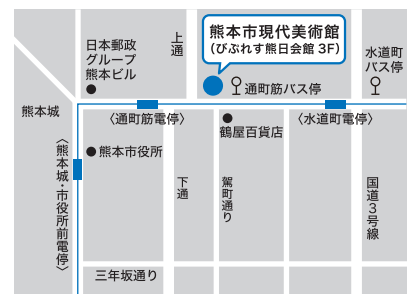 熊本市現代美術館
(びぷれす熊日会館 3F)
上通
日本郵政
グループ
熊本ビル
水道町
バス停
通町筋バス停
熊本城
〈通町筋電停〉
〈水道町電停〉
鶴屋百貨店
〈熊本城・市役所前電停〉
熊本市役所
下通
駕町通り
国道3号線
三年坂通り